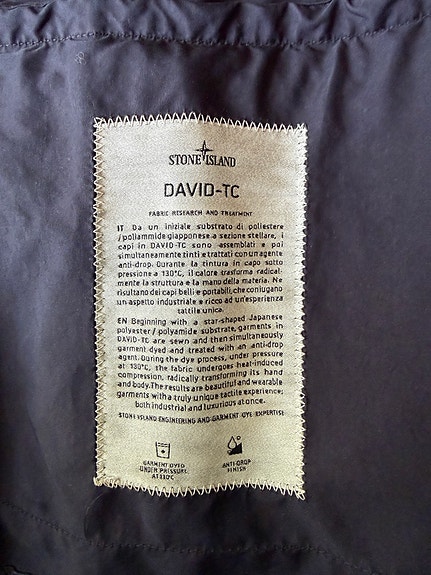 STONE ISLAND
DAVID-TC
FABRIC RESEARCH AND TREATMENT
IT Da un iniziale substrato di poliestere
/poliammide giapponese a sezione stellare, i
capi in DAVID-TC sono assemblati e poi
simultaneamente tinti e trattati con un agente
anti-drop. Durante la tintura in capo sotto
pressione a 130°C, il calore trasforma radical-
mente la struttura e la mano della materia. Ne
risultano dei capi belli e portabili, che coniugano
un aspetto industriale e ricco ad un'esperienza
tattile unica.
EN Beginning with a star-shaped Japanese
polyester / polyamide substrate, garments in
DAVID-TC are sewn and then simultaneously
garment dyed and treated with an anti-drop
agent. During the dye process, under pressure
at 130°C, the fabric undergoes heat-induced
compression, radically transforming its hand
and body. The results are beautiful and wearable
garments with a truly unique tactile experience;
both industrial and luxurious at once.
STONE ISLAND ENGINEERING AND GARMENT DYE EXPERTISE
GARMENT DYED
UNDER PRESSURE
AT 130°C
ANTI-DROP
FINISH